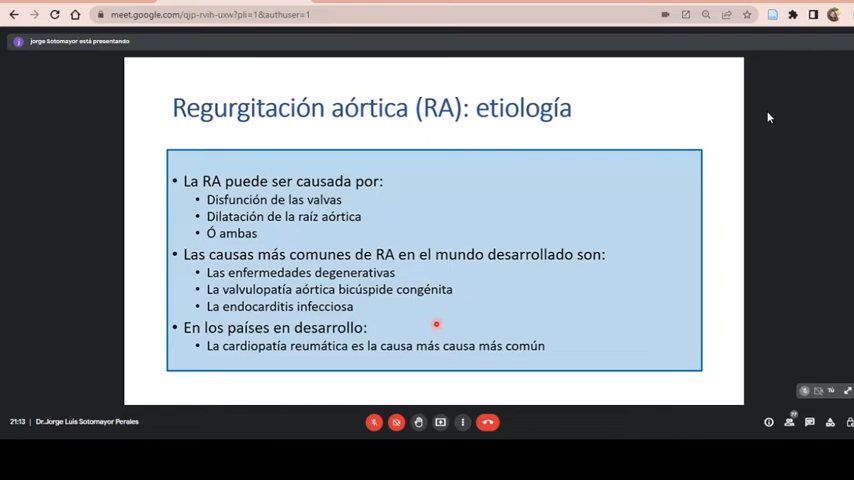 meet.google.com/qjp-rvih-uxw?pli=1&authuser=1
j jorge Sotomayor está presentando
Regurgitación aórtica (RA): etiología
• La RA puede ser causada por:
• Disfunción de las valvas
• Dilatación de la raíz aórtica
• Ó ambas
• Las causas más comunes de RA en el mundo desarrollado son:
• Las enfermedades degenerativas
• La valvulopatía aórtica bicúspide congénita
• La endocarditis infecciosa
• En los países en desarrollo:
• La cardiopatía reumática es la causa más causa más común
Tú
21:13 | Dr.Jorge Luis Sotomayor Perales